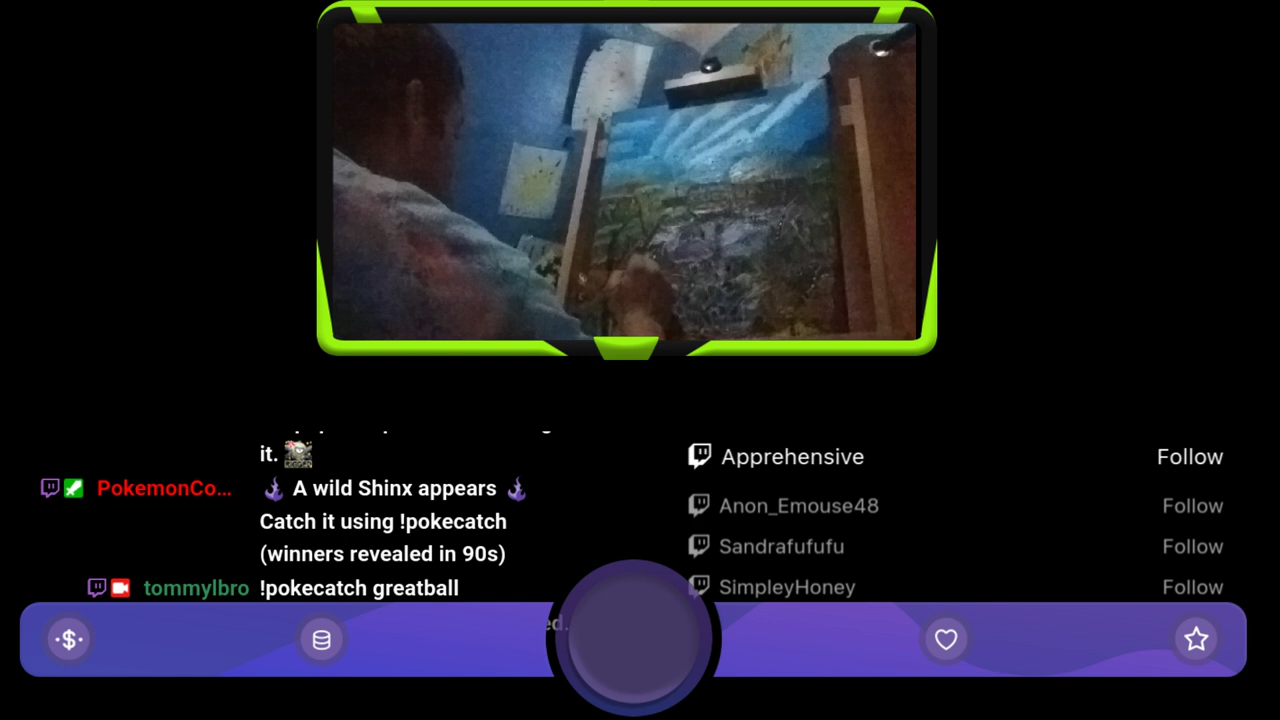 it.
PokemonCo... A wild Shinx appears
Catch it using !pokecatch
(winners revealed in 90s)
tommylbro !pokecatch greatball
ed.
Apprehensive Follow
Anon_Emouse48 Follow
Sandrafufufu Follow
SimpleyHoney Follow